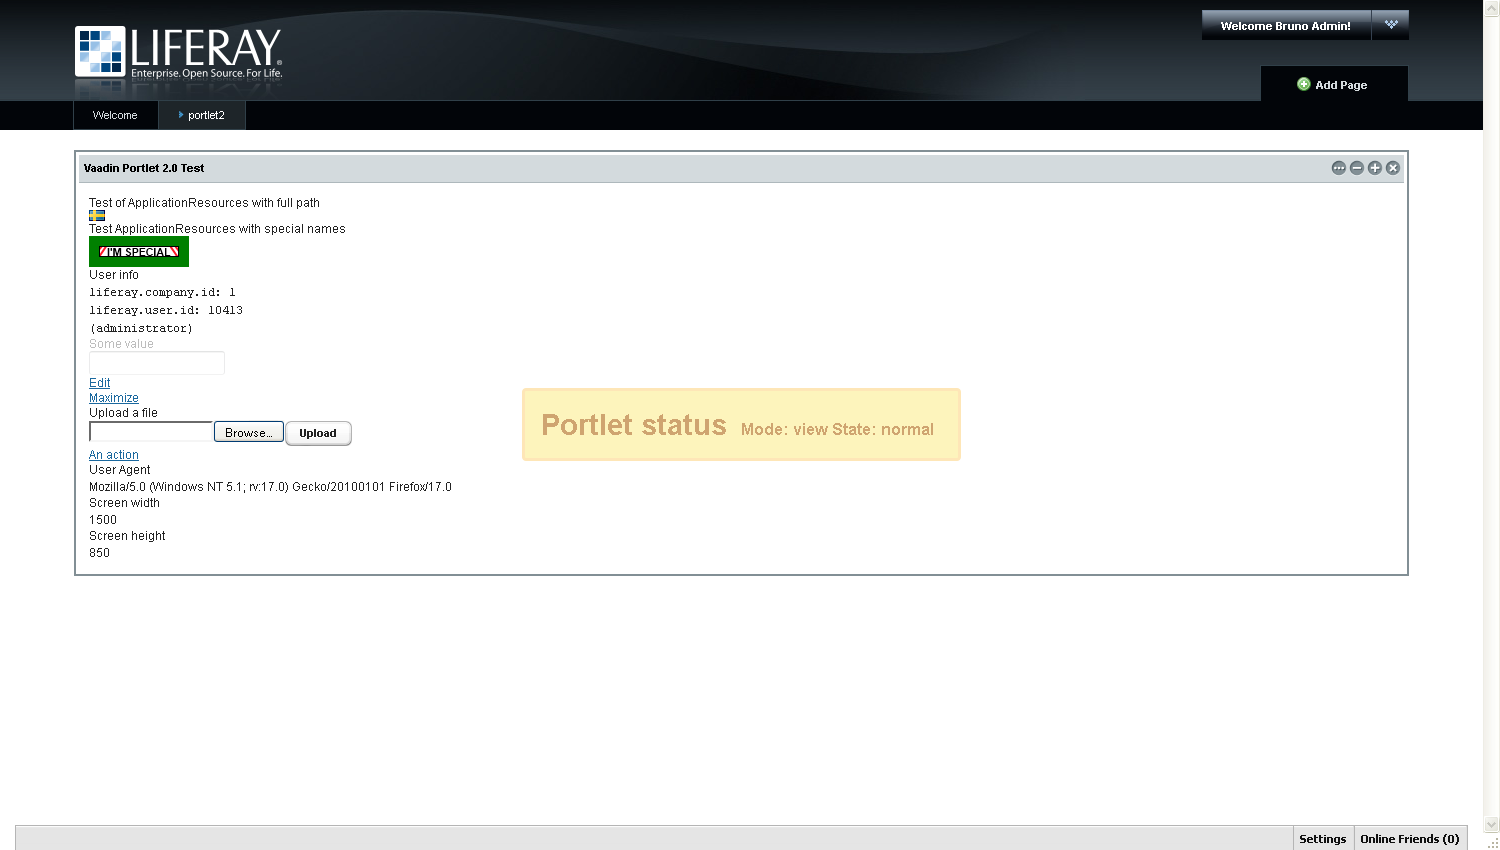 LIFERAY.
Enterprise. Open Source. For Life.
Welcome Bruno Admin!
Add Page
Welcome
portlet2
Vaadin Portlet 2.0 Test
Test of ApplicationResources with full path
Test ApplicationResources with special names
I'M SPECIAL
User info
liferay.company.id: 1
liferay.user.id: 10413
(administrator)
Some value
Edit
Maximize
Upload a file
Browse...
Upload
Portlet status Mode: view State: normal
An action
User Agent
Mozilla/5.0 (Windows NT 5.1; rv:17.0) Gecko/20100101 Firefox/17.0
Screen width
1500
Screen height
850
Settings
Online Friends (0)